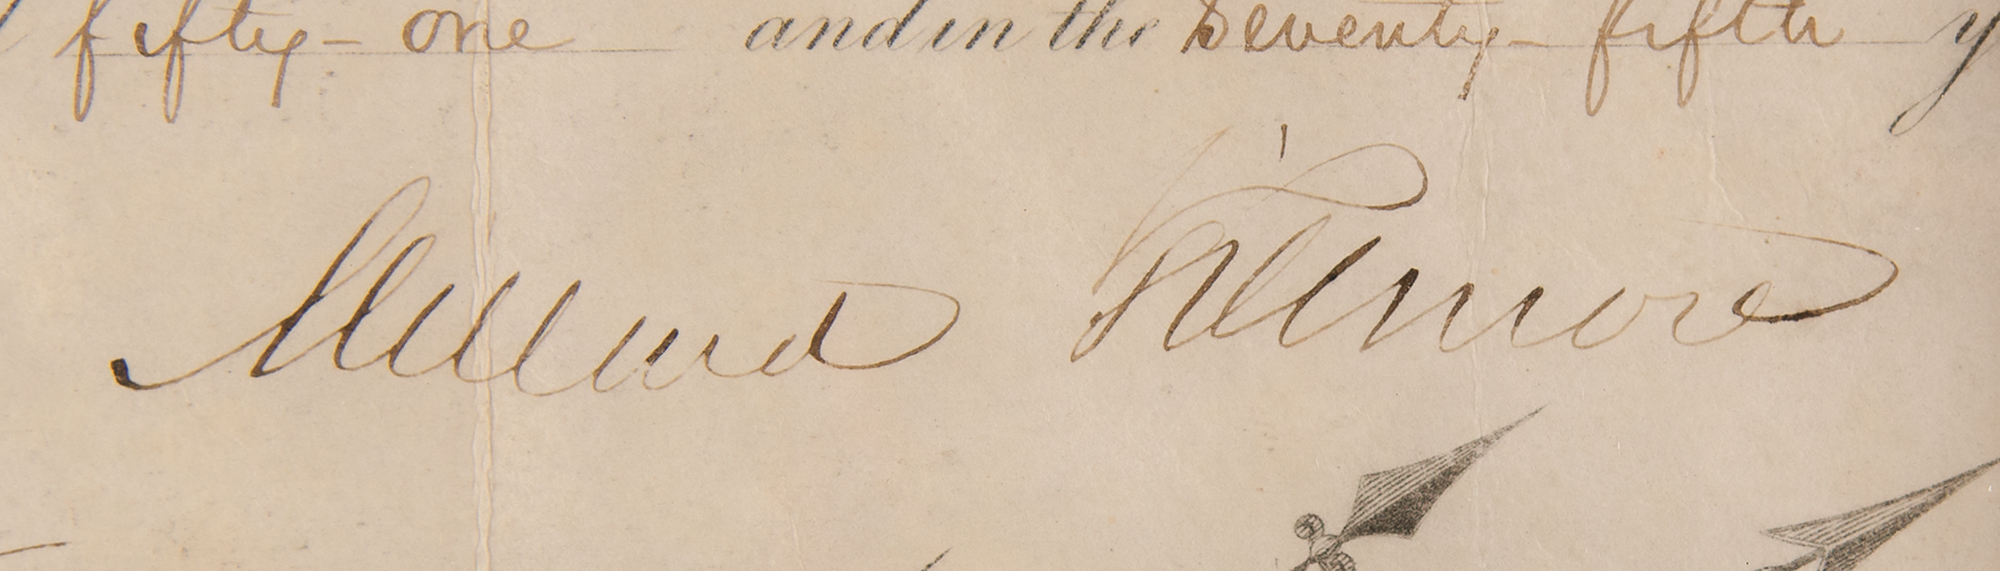 fifty-one and in the Seventy-fifth y
Millard Fillmore